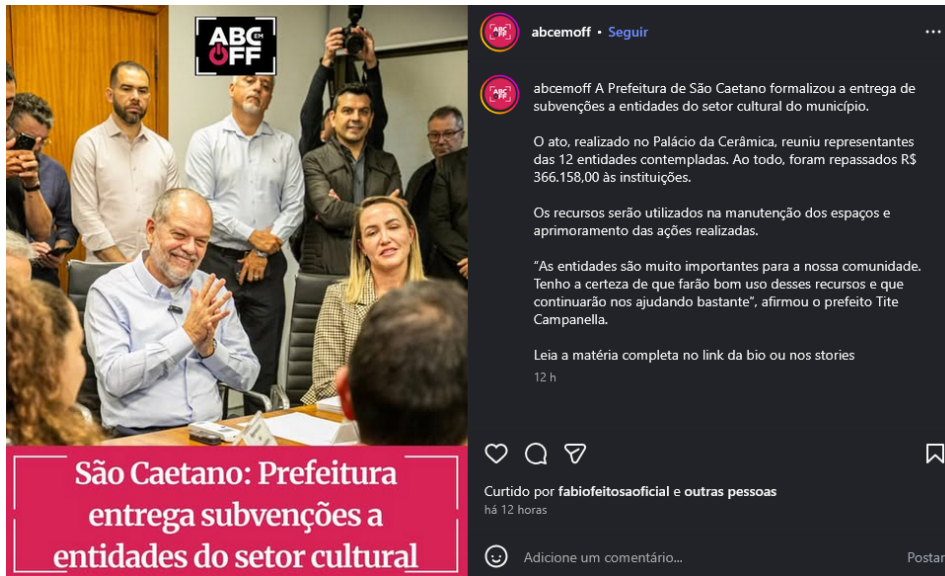 ABC EM
OFF
São Caetano: Prefeitura
entrega subvenções a
entidades do setor cultural
abcemoff • Seguir
abcemoff A Prefeitura de São Caetano formalizou a entrega de
subvenções a entidades do setor cultural do município.
O ato, realizado no Palácio da Cerâmica, reuniu representantes
das 12 entidades contempladas. Ao todo, foram repassados R$
366.158,00 às instituições.
Os recursos serão utilizados na manutenção dos espaços e
aprimoramento das ações realizadas.
“As entidades são muito importantes para a nossa comunidade.
Tenho a certeza de que farão bom uso desses recursos e que
continuarão nos ajudando bastante”, afirmou o prefeito Tite
Campanella.
Leia a matéria completa no link da bio ou nos stories
12 h
Curtido por fabiofeitosaoficial e outras pessoas
há 12 horas
Adicione um comentário...
Postar